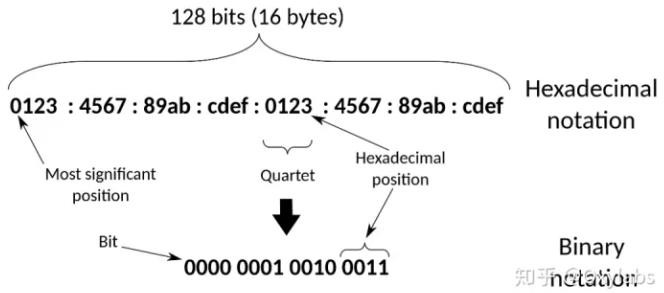 128 bits (16 bytes)
0123 : 4567 : 89ab : cdef : 0123 : 4567 : 89ab : cdef
Hexadecimal
notation
Most significant
position
Quartet
Hexadecimal
position
Bit
0000 0001 0010 0011
Binary
notation
知乎